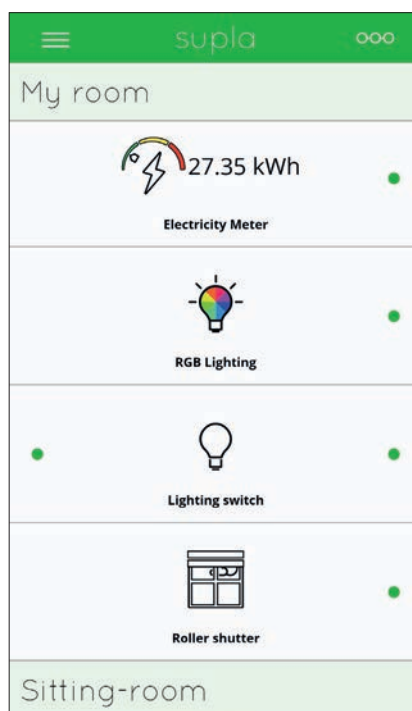 supla
My room
27.35 kWh
Electricity Meter
RGB Lighting
Lighting switch
Roller shutter
Sitting-room